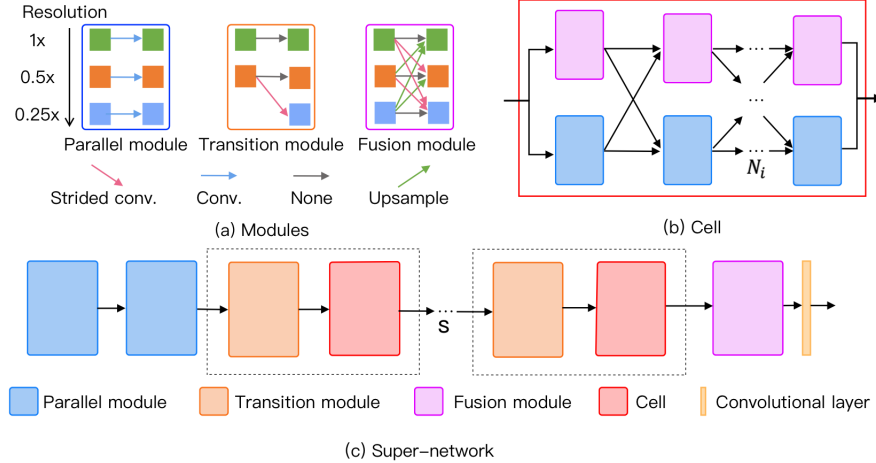 Resolution
1x
0.5x
0.25x
Parallel module
Transition module
Fusion module
Strided conv.
Conv.
None
Upsample
(a) Modules
...
...
...
N_i
(b) Cell
...
S
Parallel module
Transition module
Fusion module
Cell
Convolutional layer
(c) Super-network